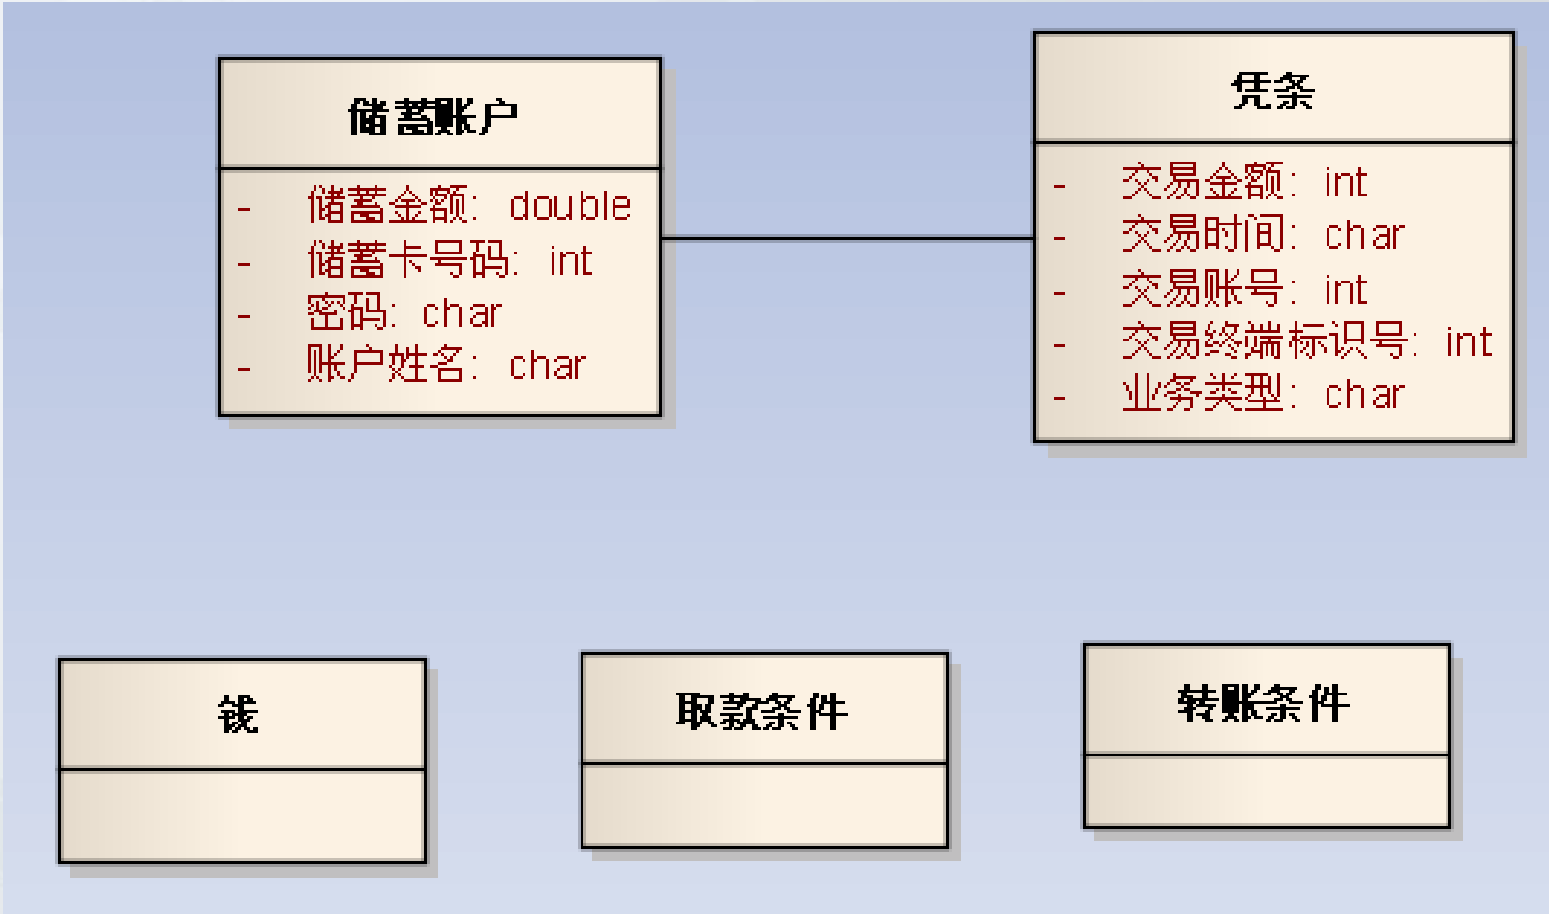 储蓄账户
- 储蓄金额: double
- 储蓄卡号码: int
- 密码: char
- 账户姓名: char
凭条
- 交易金额: int
- 交易时间: char
- 交易账号: int
- 交易终端标识号: int
- 业务类型: char
钱
取款条件
转账条件